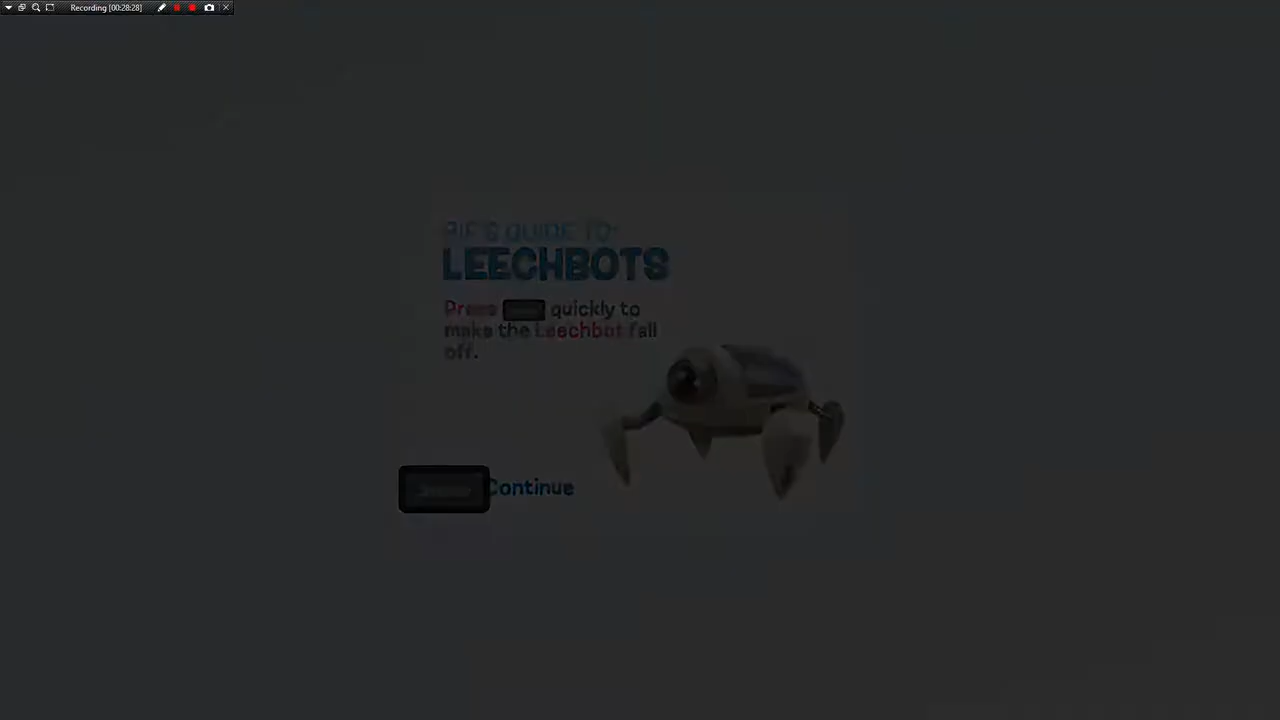 Recording [00:28:28]
RIF'S GUIDE TO:
LEECHBOTS
Press quickly to
make the Leechbot fall
off.
Continue